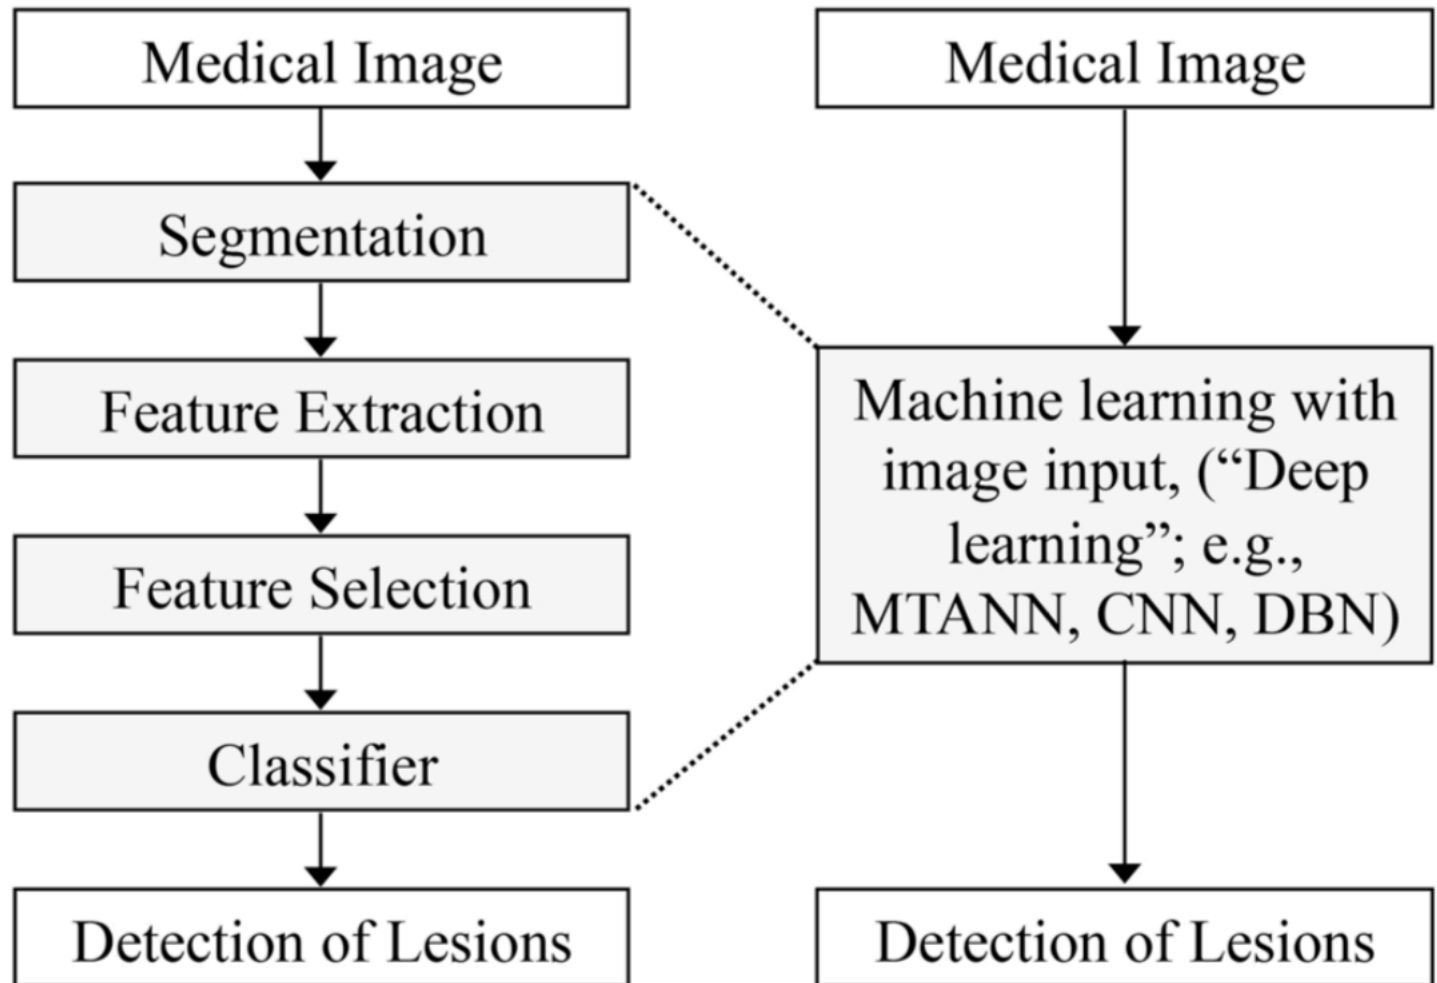 Medical Image
Segmentation
Feature Extraction
Feature Selection
Classifier
Detection of Lesions
Medical Image
Machine learning with
image input, (“Deep
learning”; e.g.,
MTANN, CNN, DBN)
Detection of Lesions